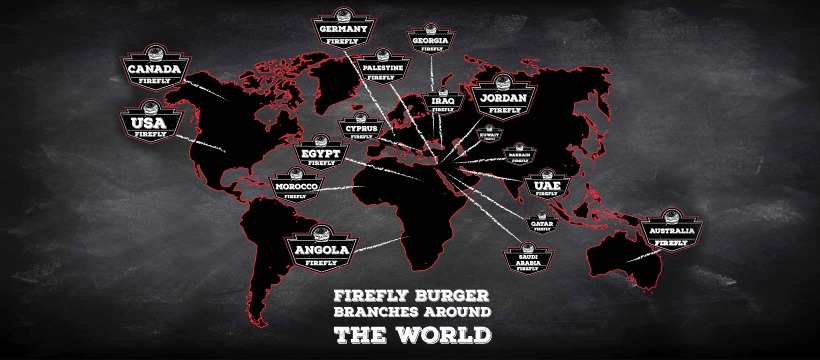 GERMANY
FIREFLY
GEORGIA
FIREFLY
CANADA
FIREFLY
PALESTINE
FIREFLY
USA
FIREFLY
IRAQ
FIREFLY
JORDAN
FIREFLY
CYPRUS
FIREFLY
KUWAIT
EGYPT
FIREFLY
BAHRAIN
FIREFLY
MOROCCO
FIREFLY
UAE
FIREFLY
QATAR
FIREFLY
AUSTRALIA
FIREFLY
ANGOLA
FIREFLY
SAUDI
ARABIA
FIREFLY
FIREFLY BURGER
BRANCHES AROUND
THE WORLD